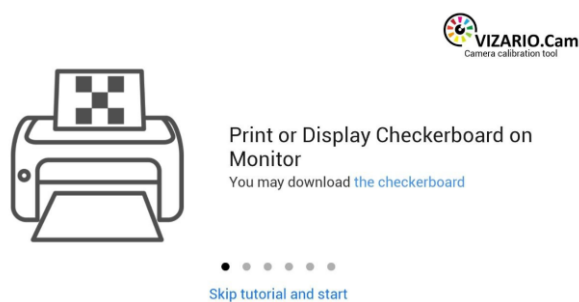 VIZARIO.Cam
Camera calibration tool
Print or Display Checkerboard on
Monitor
You may download the checkerboard
Skip tutorial and start